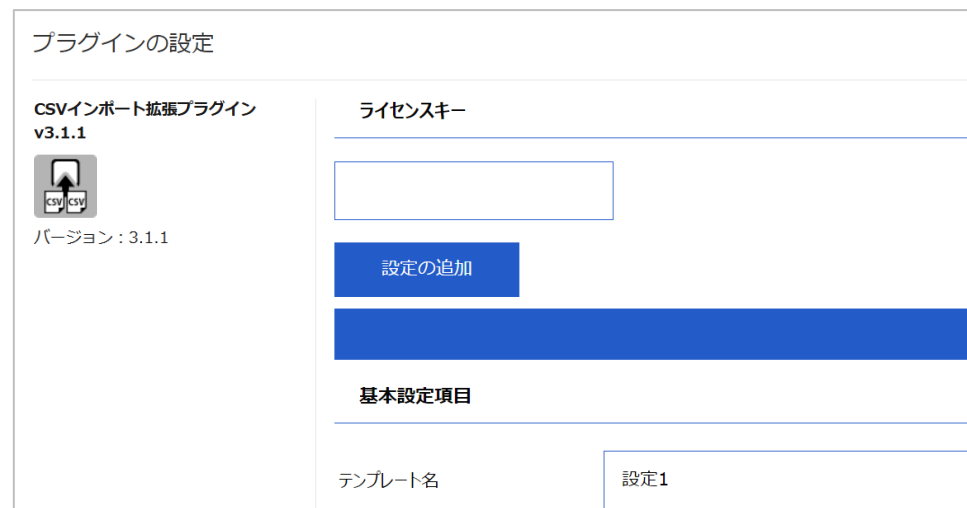 プラグインの設定
CSVインポート拡張プラグイン
v3.1.1
CSV CSV
バージョン : 3.1.1
ライセンスキー
設定の追加
基本設定項目
テンプレート名
設定1